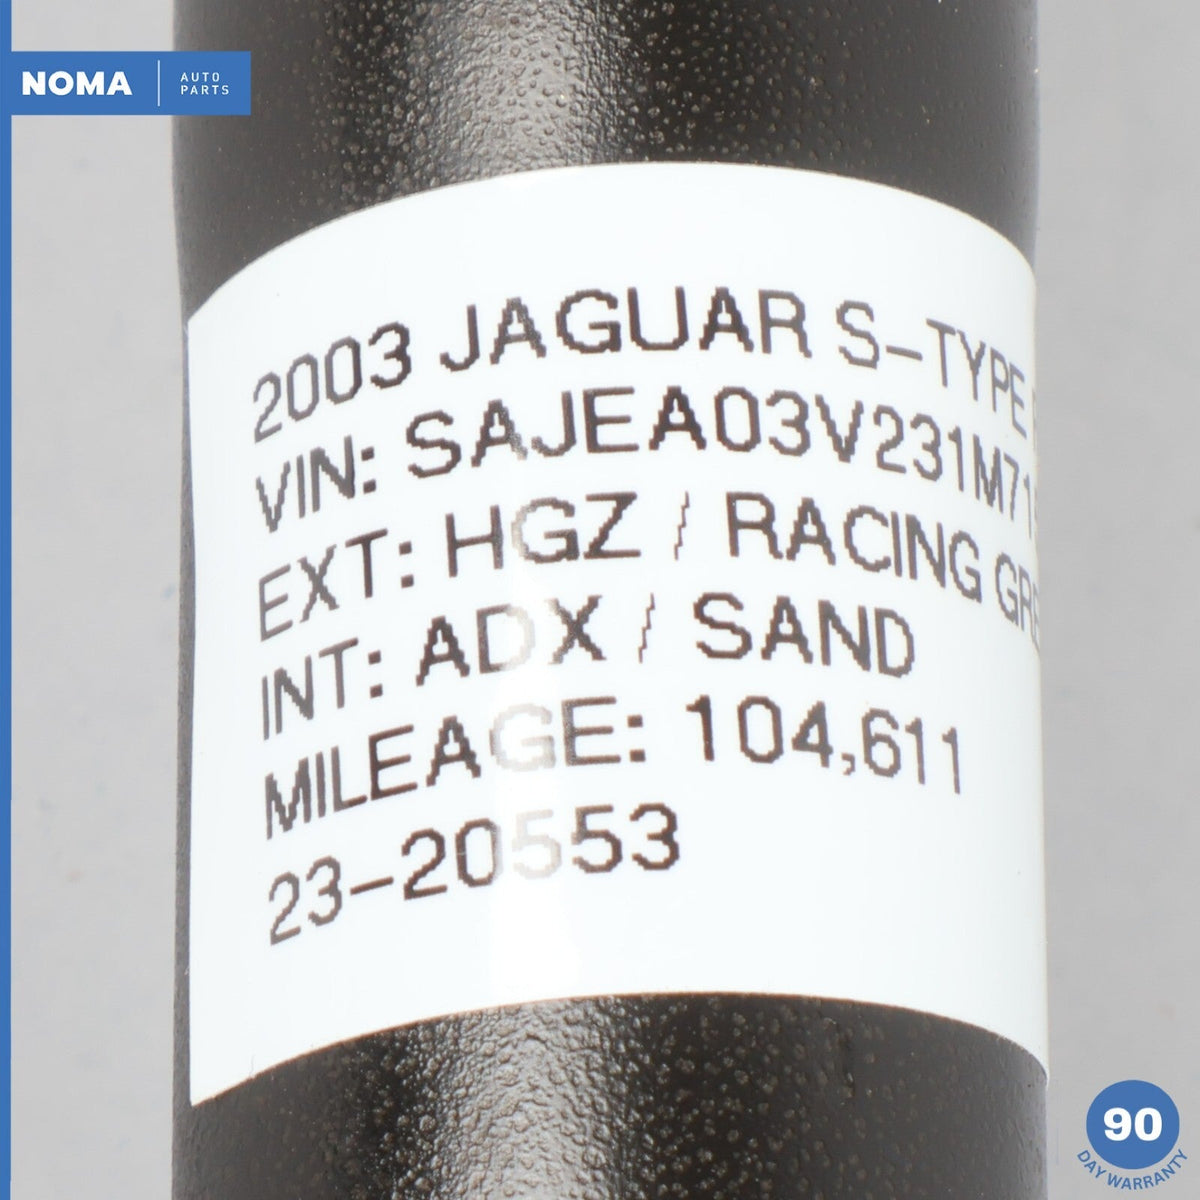 NOMA AUTO PARTS
2003 JAGUAR S-TYPE
VIN: SAJEA03V231M71
EXT: HGZ / RACING
INT: ADX / SAND
MILEAGE: 104,611
23-20553
90
DAY WARRANTY